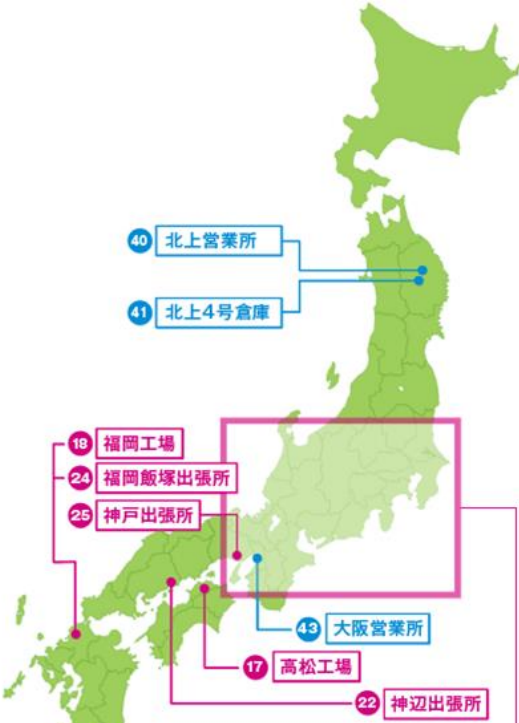 40 北上営業所
41 北上4号倉庫
18 福岡工場
24 福岡飯塚出張所
25 神戸出張所
43 大阪営業所
17 高松工場
22 神辺出張所